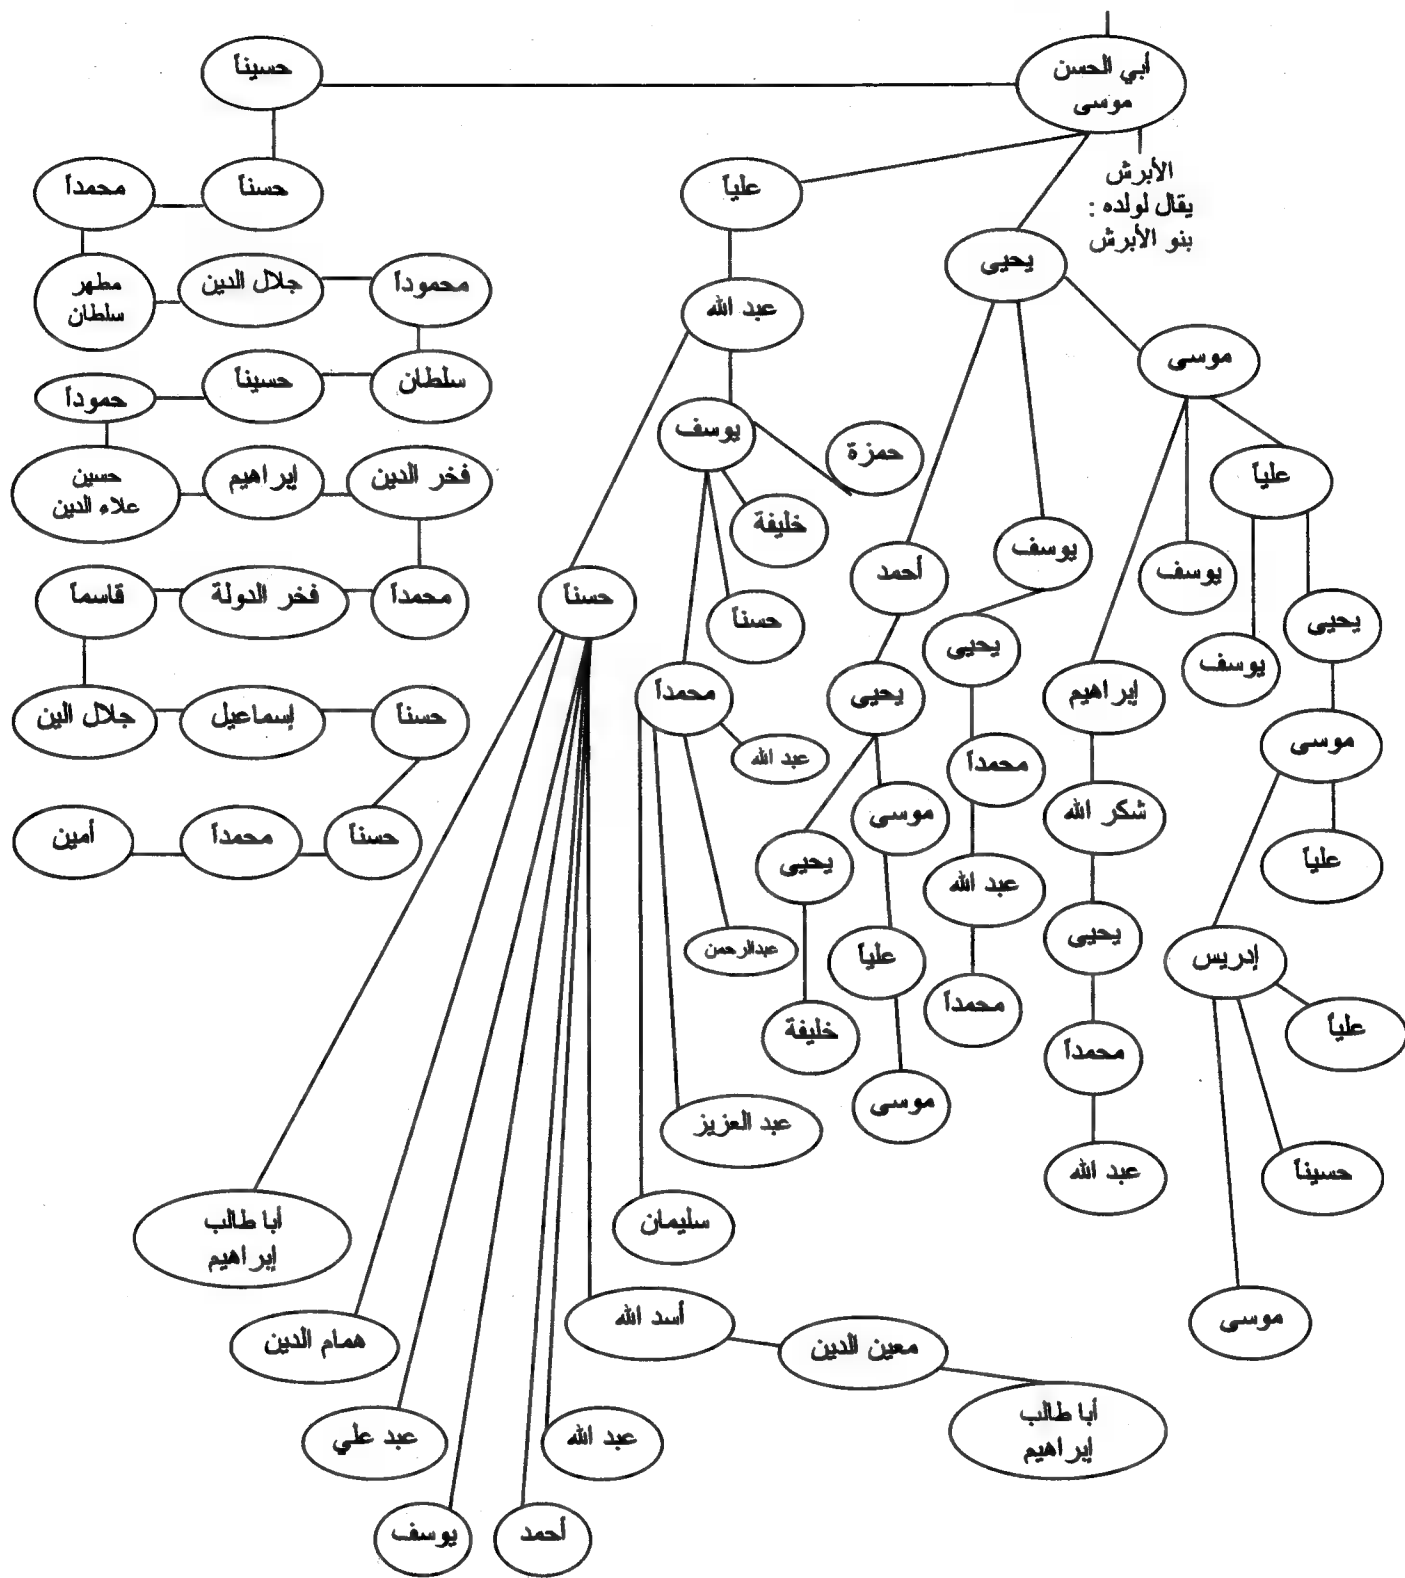 أبي الحسن
موسى
الأبرش
يقال لولده :
بنو الأبرش
حسيناً
حسناً
محمداً
مطهر
سلطان
جلال الدين
محموداً
سلطان
حسيناً
حموداً
حسين
علاء الدين
إبراهيم
فخر الدين
محمداً
فخر الدولة
قاسماً
جلال الين
إسماعيل
حسناً
حسناً
محمداً
أمين
علياً
عبد الله
يوسف
حمزة
خليفة
حسناً
محمداً
عبد الله
عبدالرحمن
عبد العزيز
سليمان
حسناً
أسد الله
معين الدين
أبا طالب
إبراهيم
عبد الله
أحمد
يوسف
عبد علي
همام الدين
أبا طالب
إبراهيم
يحيى
موسى
علياً
يحيى
موسى
علياً
إدريس
علياً
حسيناً
موسى
يوسف
يوسف
إبراهيم
شكر الله
يحيى
محمداً
عبد الله
يوسف
يحيى
محمداً
عبد الله
محمداً
أحمد
يحيى
موسى
علياً
موسى
يحيى
خليفة